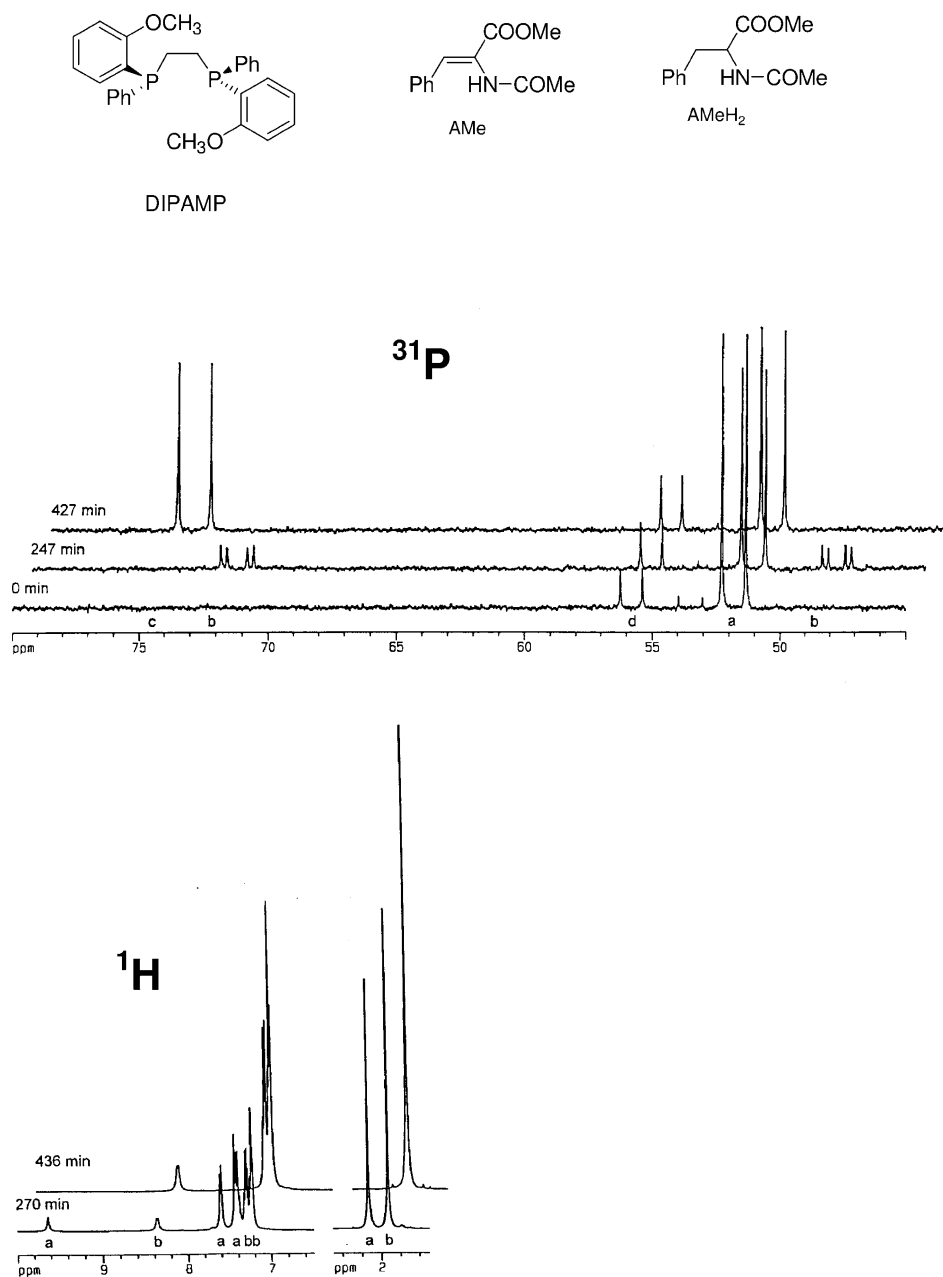 OCH₃
P
P
Ph
Ph
CH₃O
DIPAMP
COOMe
Ph
HN–COMe
AMe
COOMe
Ph
HN–COMe
AMeH₂
³¹P
427 min
247 min
0 min
c b d a b
ppm 75 70 65 60 55 50
¹H
436 min
270 min
a b a a bb a b
9 8 7 ppm 2
ppm